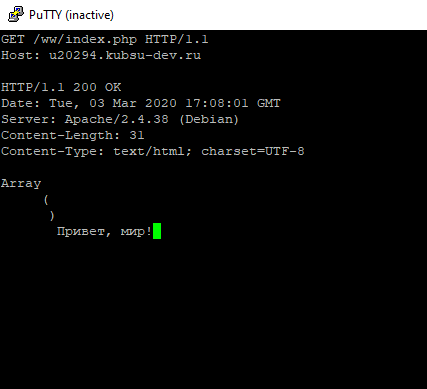 PuTTY (inactive)
GET /ww/index.php HTTP/1.1
Host: u20294.kubsu-dev.ru
HTTP/1.1 200 OK
Date: Tue, 03 Mar 2020 17:08:01 GMT
Server: Apache/2.4.38 (Debian)
Content-Length: 31
Content-Type: text/html; charset=UTF-8
Array
(
)
Привет, мир!